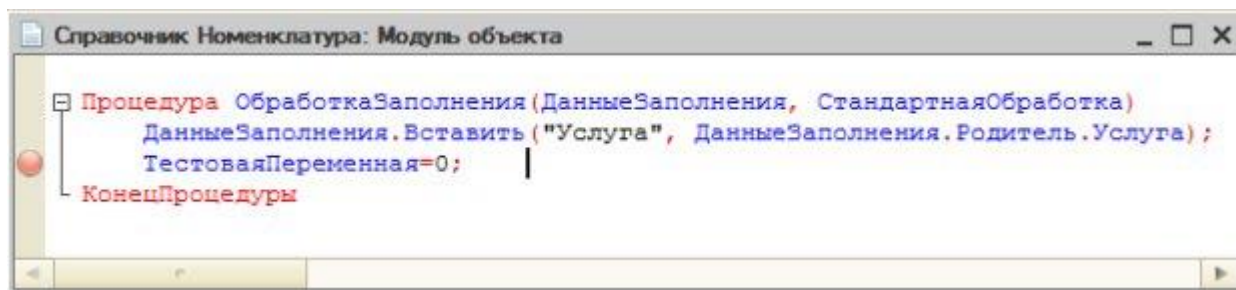 Справочник Номенклатура: Модуль объекта
Процедура ОбработкаЗаполнения(ДанныеЗаполнения, СтандартнаяОбработка)
ДанныеЗаполнения.Вставить("Услуга", ДанныеЗаполнения.Родитель.Услуга);
ТестоваяПеременная=0;
КонецПроцедуры